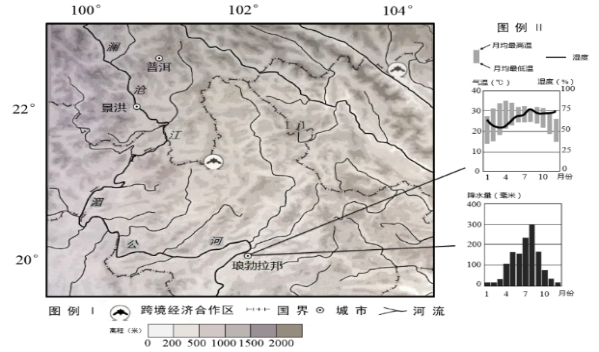 100° 102° 104°
22°
20°
澜
沧
江
普洱
景洪
湄
公
河
琅勃拉邦
图例 II
月均最高温
月均最低温
湿度
气温(℃) 湿度(%)
40 100
30 75
20 50
10 25
0 0
1 4 7 10 月份
降水量(毫米)
400
300
200
100
0
1 4 7 10 月份
图例 I 跨境经济合作区 国界 城市 河流
高程(米)
0 200 500 1000 1500 2000